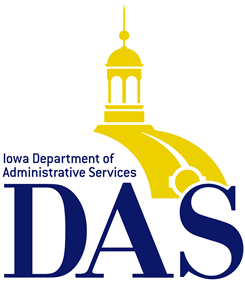 Iowa Department of
Administrative Services
DAS